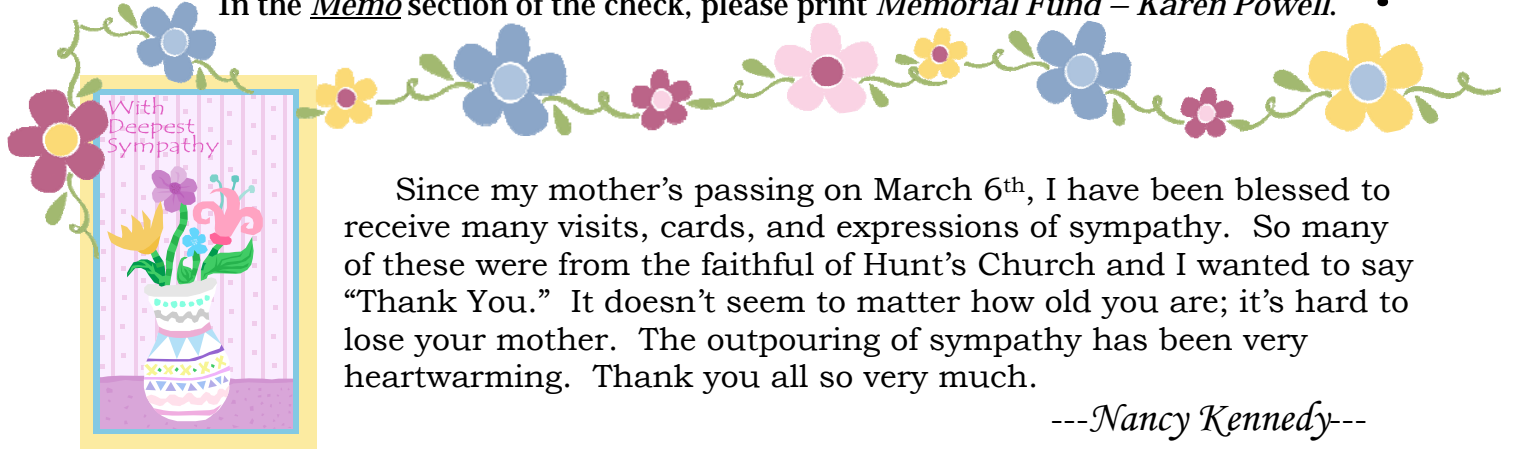 In the Memo section of the check, please print Memorial Fund – Karen Powell. •
With
Deepest
Sympathy
Since my mother’s passing on March 6th, I have been blessed to
receive many visits, cards, and expressions of sympathy.  So many
of these were from the faithful of Hunt’s Church and I wanted to say
“Thank You.”  It doesn’t seem to matter how old you are; it’s hard to
lose your mother.  The outpouring of sympathy has been very
heartwarming.  Thank you all so very much.
---Nancy Kennedy---